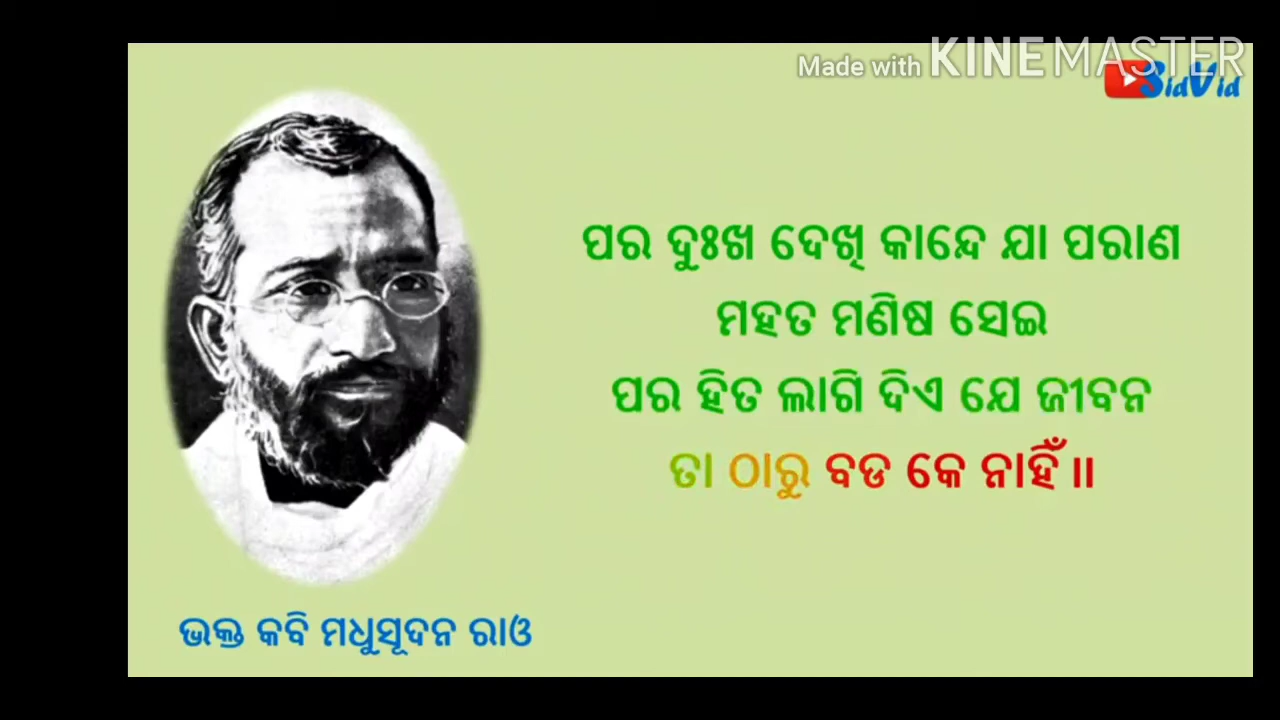 Made with KINEMASTER
SidVid
ପର ଦୁଃଖ ଦେଖି କାନ୍ଦେ ଯା ପରାଣ
ମହତ ମଣିଷ ସେଇ
ପର ହିତ ଲାଗି ଦିଏ ଯେ ଜୀବନ
ତା ଠାରୁ ବଡ କେ ନାହିଁ ॥
ଭକ୍ତ କବି ମଧୁସୂଦନ ରାଓ